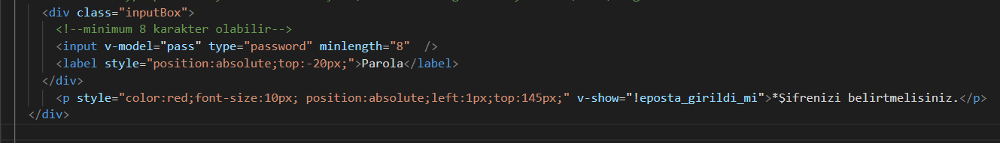 <div class="inputBox">
<!--minimum 8 karakter olabilir-->
<input v-model="pass" type="password" minlength="8"  />
<label style="position:absolute;top:-20px;">Parola</label>
</div>
<p style="color:red;font-size:10px; position:absolute;left:1px;top:145px;" v-show="!eposta_girildi_mi">*Şifrenizi belirtmelisiniz.</p>
</div>